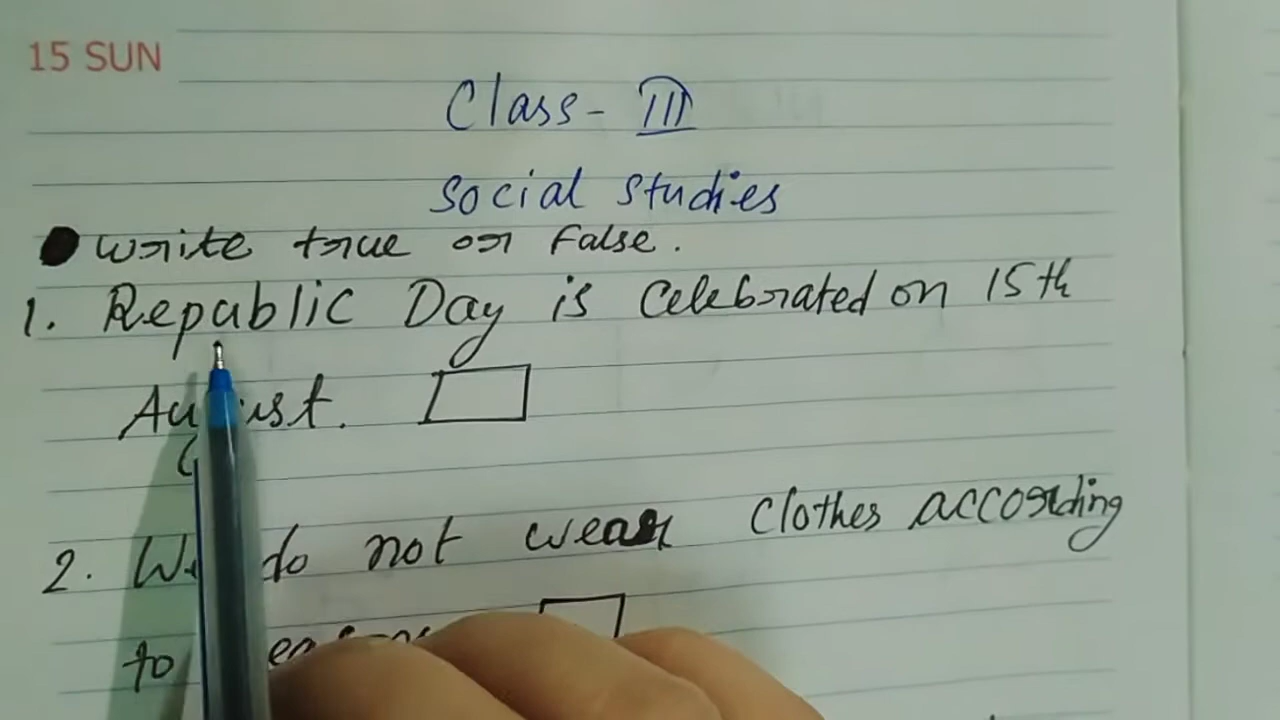 15 SUN
Class - III
Social Studies
write true or False.
1. Republic Day is Celebrated on 15th
August.
2. We do not wear clothes according
to